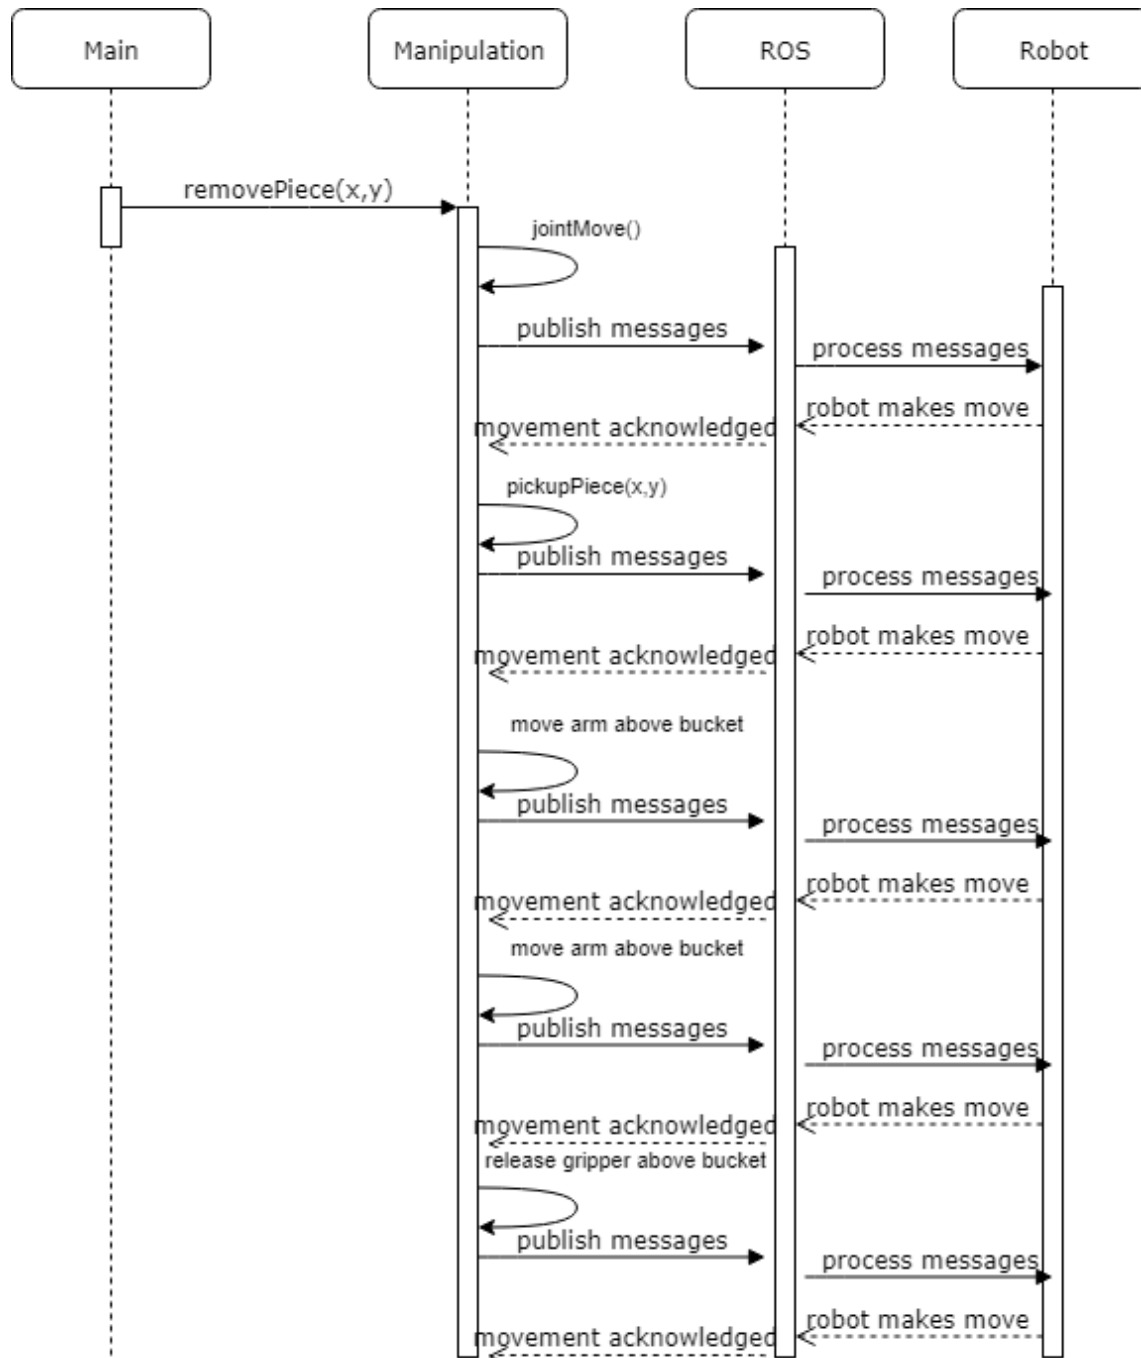 Main
Manipulation
ROS
Robot
removePiece(x,y)
jointMove()
publish messages
process messages
robot makes move
movement acknowledged
pickupPiece(x,y)
publish messages
process messages
robot makes move
movement acknowledged
move arm above bucket
publish messages
process messages
robot makes move
movement acknowledged
move arm above bucket
publish messages
process messages
robot makes move
movement acknowledged
release gripper above bucket
publish messages
process messages
robot makes move
movement acknowledged